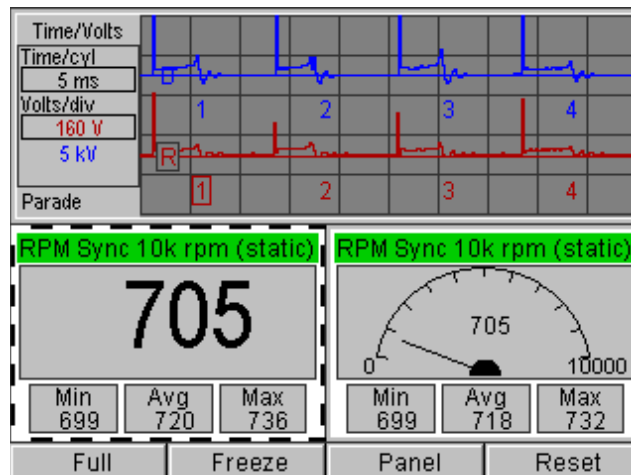 Time/Volts
Time/cyl
5 ms
Volts/div
160 V
5 kV
Parade
1 2 3 4
R
1 2 3 4
RPM Sync 10k rpm (static)
705
Min Avg Max
699 720 736
RPM Sync 10k rpm (static)
705
0 10000
Min Avg Max
699 718 732
Full Freeze Panel Reset